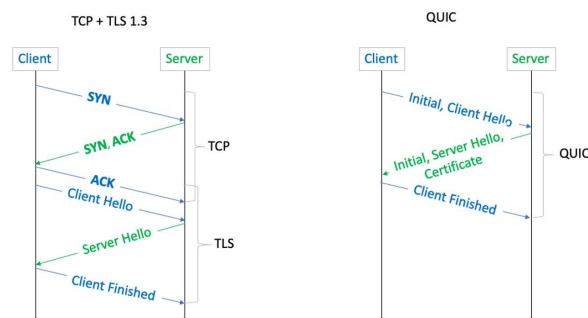 TCP + TLS 1.3
Client
Server
SYN
SYN, ACK
TCP
ACK
Client Hello
Server Hello
TLS
Client Finished
QUIC
Client
Server
Initial, Client Hello
Initial, Server Hello,
Certificate
QUIC
Client Finished